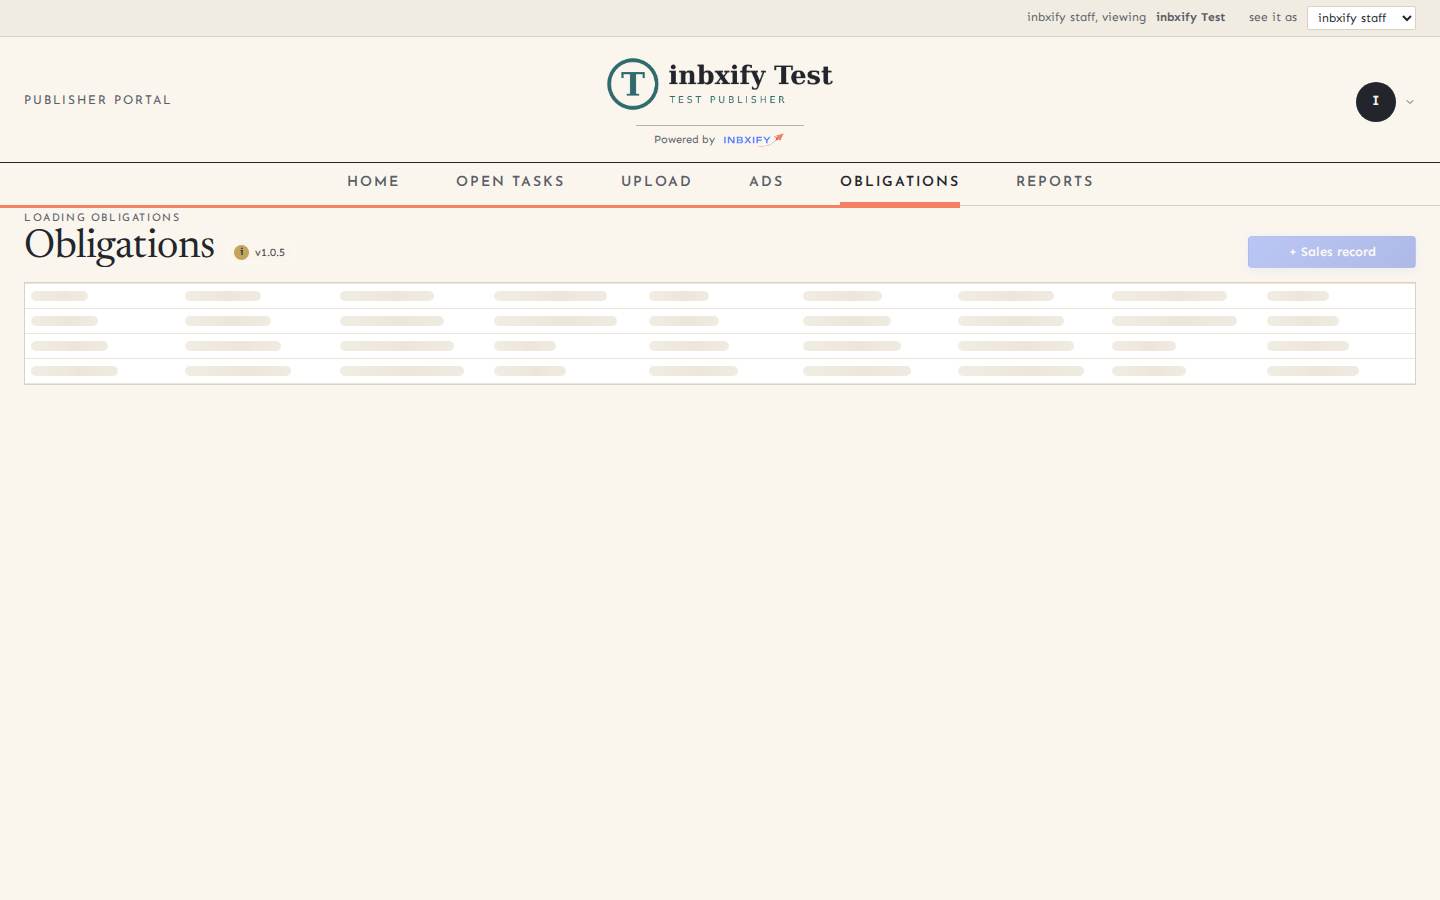 inbxify staff, viewing inbxify Test see it as inbxify staff
PUBLISHER PORTAL
T
inbxify Test
TEST PUBLISHER
Powered by INBXIFY
I
HOME OPEN TASKS UPLOAD ADS OBLIGATIONS REPORTS
LOADING OBLIGATIONS
Obligations i v1.0.5
+ Sales record